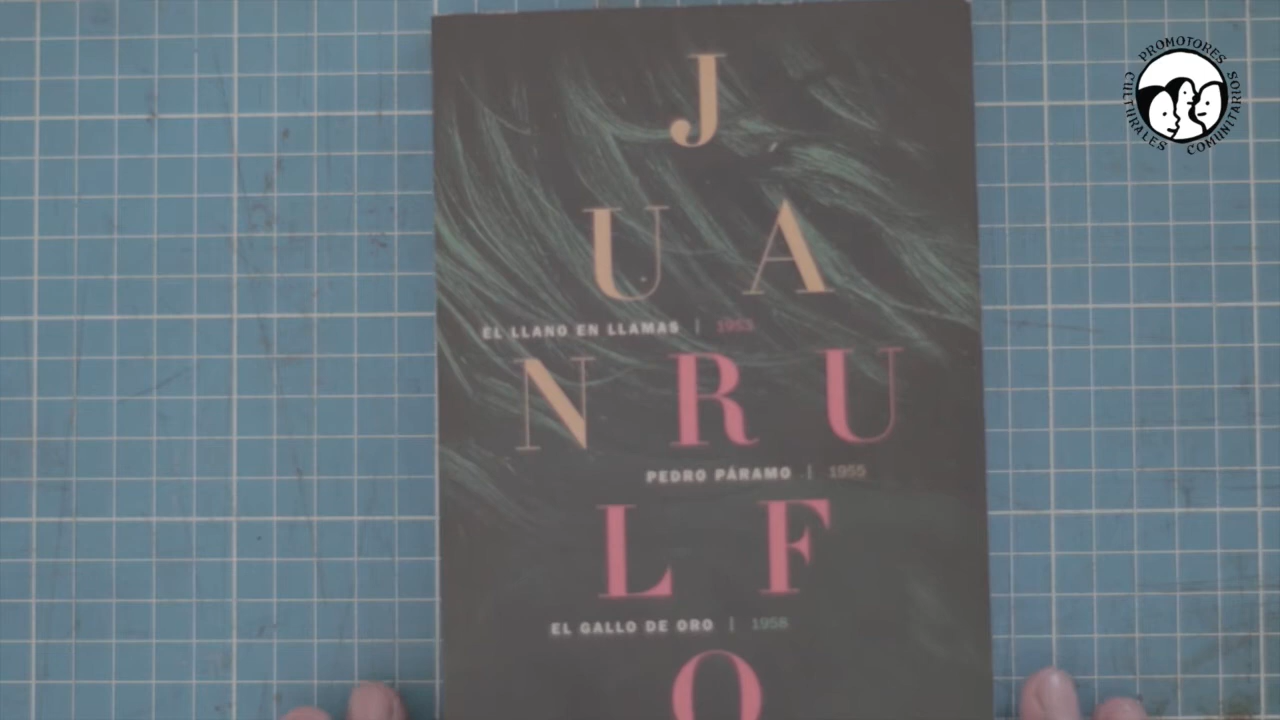 J
U A
EL LLANO EN LLAMAS | 1953
N R U
PEDRO PÁRAMO | 1955
L F
EL GALLO DE ORO | 1958
O
PROMOTORES CULTURALES COMUNITARIOS